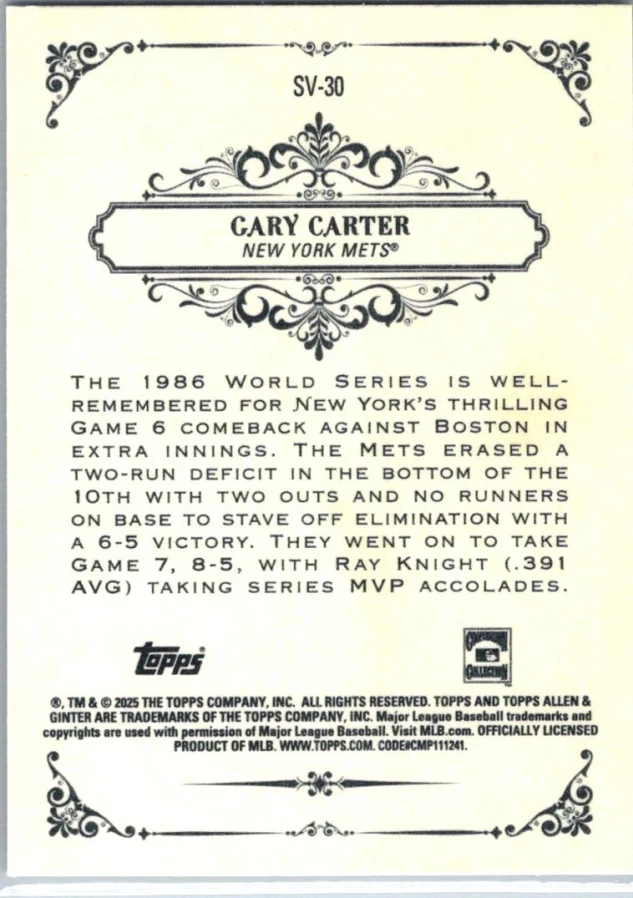 SV-30
GARY CARTER
NEW YORK METS®
THE 1986 WORLD SERIES IS WELL-
REMEMBERED FOR NEW YORK'S THRILLING
GAME 6 COMEBACK AGAINST BOSTON IN
EXTRA INNINGS. THE METS ERASED A
TWO-RUN DEFICIT IN THE BOTTOM OF THE
10TH WITH TWO OUTS AND NO RUNNERS
ON BASE TO STAVE OFF ELIMINATION WITH
A 6-5 VICTORY. THEY WENT ON TO TAKE
GAME 7, 8-5, WITH RAY KNIGHT (.391
AVG) TAKING SERIES MVP ACCOLADES.
topps®
COOPERSTOWN
COLLECTION
®, TM & © 2025 THE TOPPS COMPANY, INC. ALL RIGHTS RESERVED. TOPPS AND TOPPS ALLEN &
GINTER ARE TRADEMARKS OF THE TOPPS COMPANY, INC. Major League Baseball trademarks and
copyrights are used with permission of Major League Baseball. Visit MLB.com. OFFICIALLY LICENSED
PRODUCT OF MLB. WWW.TOPPS.COM. CODE#CMP111241.